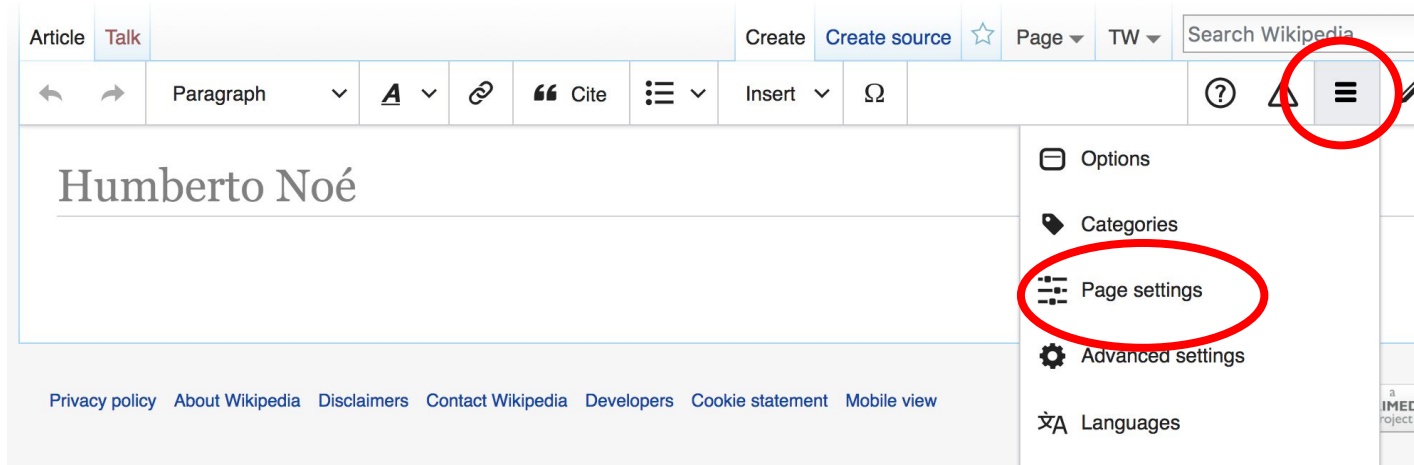 Article Talk Create Create source Page TW Search Wikipedia
Paragraph A Cite Insert Ω ?
Humberto Noé
Options
Categories
Page settings
Advanced settings
Languages
Privacy policy About Wikipedia Disclaimers Contact Wikipedia Developers Cookie statement Mobile view
a